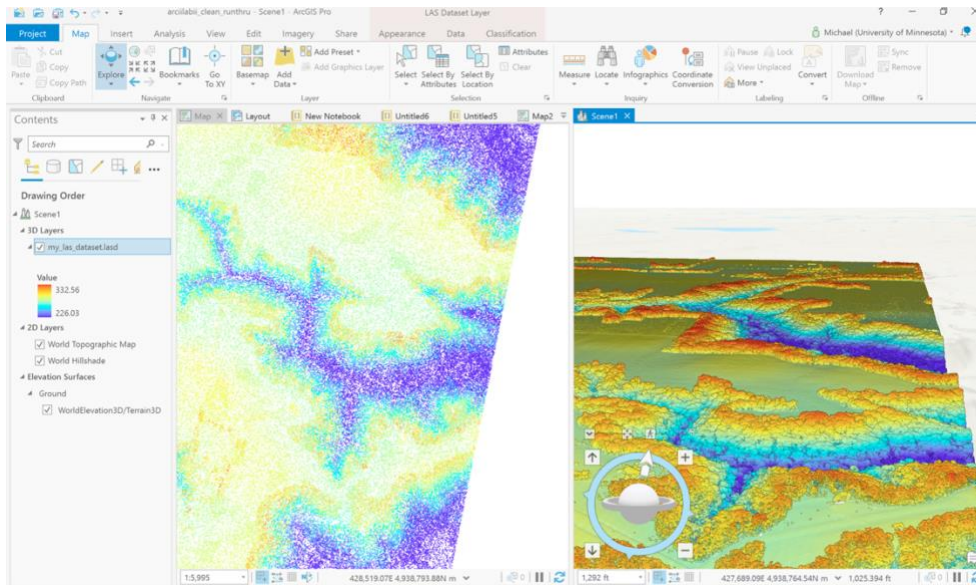 arciilabii_clean_runthru - Scene1 - ArcGIS Pro
LAS Dataset Layer
?
Project Map Insert Analysis View Edit Imagery Share Appearance Data Classification
Michael (University of Minnesota)
Paste
Cut
Copy
Copy Path
Clipboard
Explore
Bookmarks
Go To XY
Navigate
Basemap
Add Data
Add Preset
Add Graphics Layer
Layer
Select
Select By Attributes
Select By Location
Attributes
Clear
Selection
Measure
Locate
Infographics
Coordinate Conversion
Inquiry
Pause
Lock
View Unplaced
More
Convert
Labeling
Download Map
Sync
Remove
Offline
Contents
Search
Drawing Order
Scene1
3D Layers
my_las_dataset.lasd
Value
332.56
226.03
2D Layers
World Topographic Map
World Hillshade
Elevation Surfaces
Ground
WorldElevation3D/Terrain3D
Map Layout New Notebook Untitled6 Untitled5 Map2
Scene1
1:5,995
428,519.07E 4,938,793.88N m
0
1,292 ft
427,689.09E 4,938,764.54N m
1,025.394 ft
0